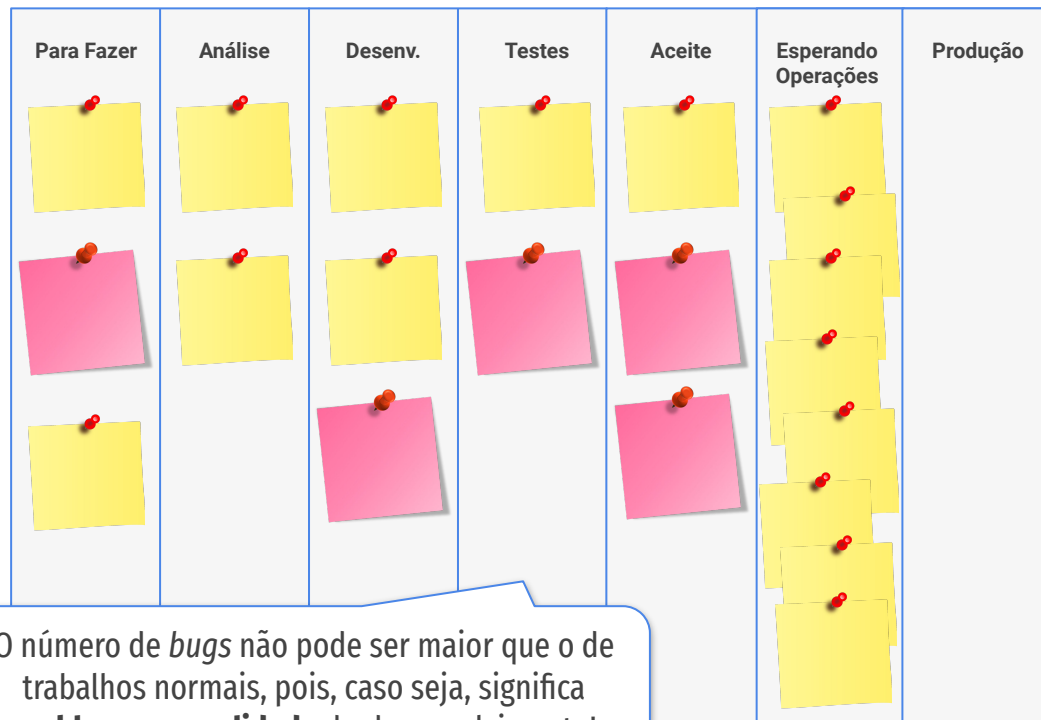 Para Fazer
Análise
Desenv.
Testes
Aceite
Esperando
Operações
Produção
O número de bugs não pode ser maior que o de
trabalhos normais, pois, caso seja, significa